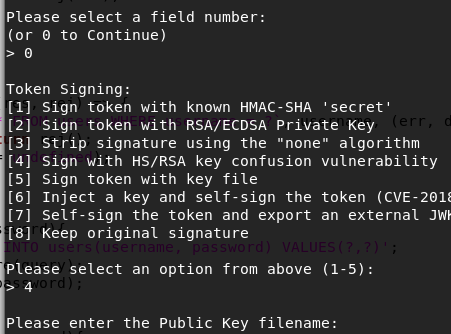 Please select a field number:
(or 0 to Continue)
> 0
Token Signing:
[1] Sign token with known HMAC-SHA 'secret'
[2] Sign token with RSA/ECDSA Private Key
[3] Strip signature using the "none" algorithm
[4] Sign with HS/RSA key confusion vulnerability
[5] Sign token with key file
[6] Inject a key and self-sign the token (CVE-2018
[7] Self-sign the token and export an external JWK
[8] Keep original signature
INTO users(username, password) VALUES(?,?)';
Please select an option from above (1-5):
> 4
Please enter the Public Key filename: